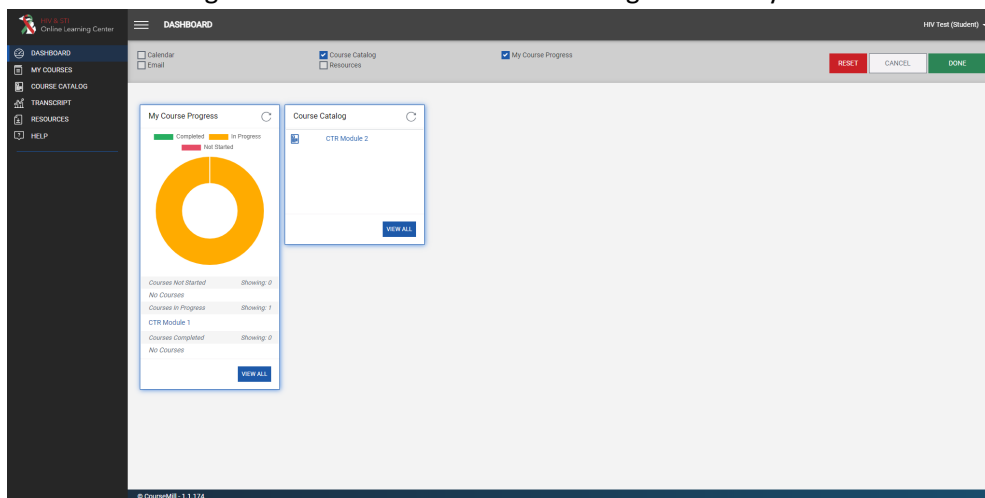 HIV & STI
Online Learning Center
DASHBOARD
HIV Test (Student)
DASHBOARD
MY COURSES
COURSE CATALOG
TRANSCRIPT
RESOURCES
HELP
Calendar
Course Catalog
My Course Progress
Email
Resources
RESET
CANCEL
DONE
My Course Progress
Completed
In Progress
Not Started
Courses Not Started Showing: 0
No Courses
Courses In Progress Showing: 1
CTR Module 1
Courses Completed Showing: 0
No Courses
VIEW ALL
Course Catalog
CTR Module 2
VIEW ALL
© CourseMill - 1.1.174